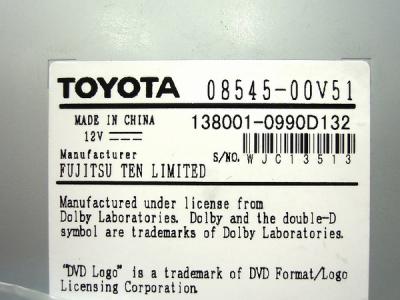 TOYOTA 08545-00V51
MADE IN CHINA 138001-0990D132
12V
Manufacturer S/NO. WJC13513
FUJITSU TEN LIMITED
Manufactured under license from
Dolby Laboratories. Dolby and the double-D
symbol are trademarks of Dolby Laboratories.
"DVD Logo" is a trademark of DVD Format/Logo
Licensing Corporation.